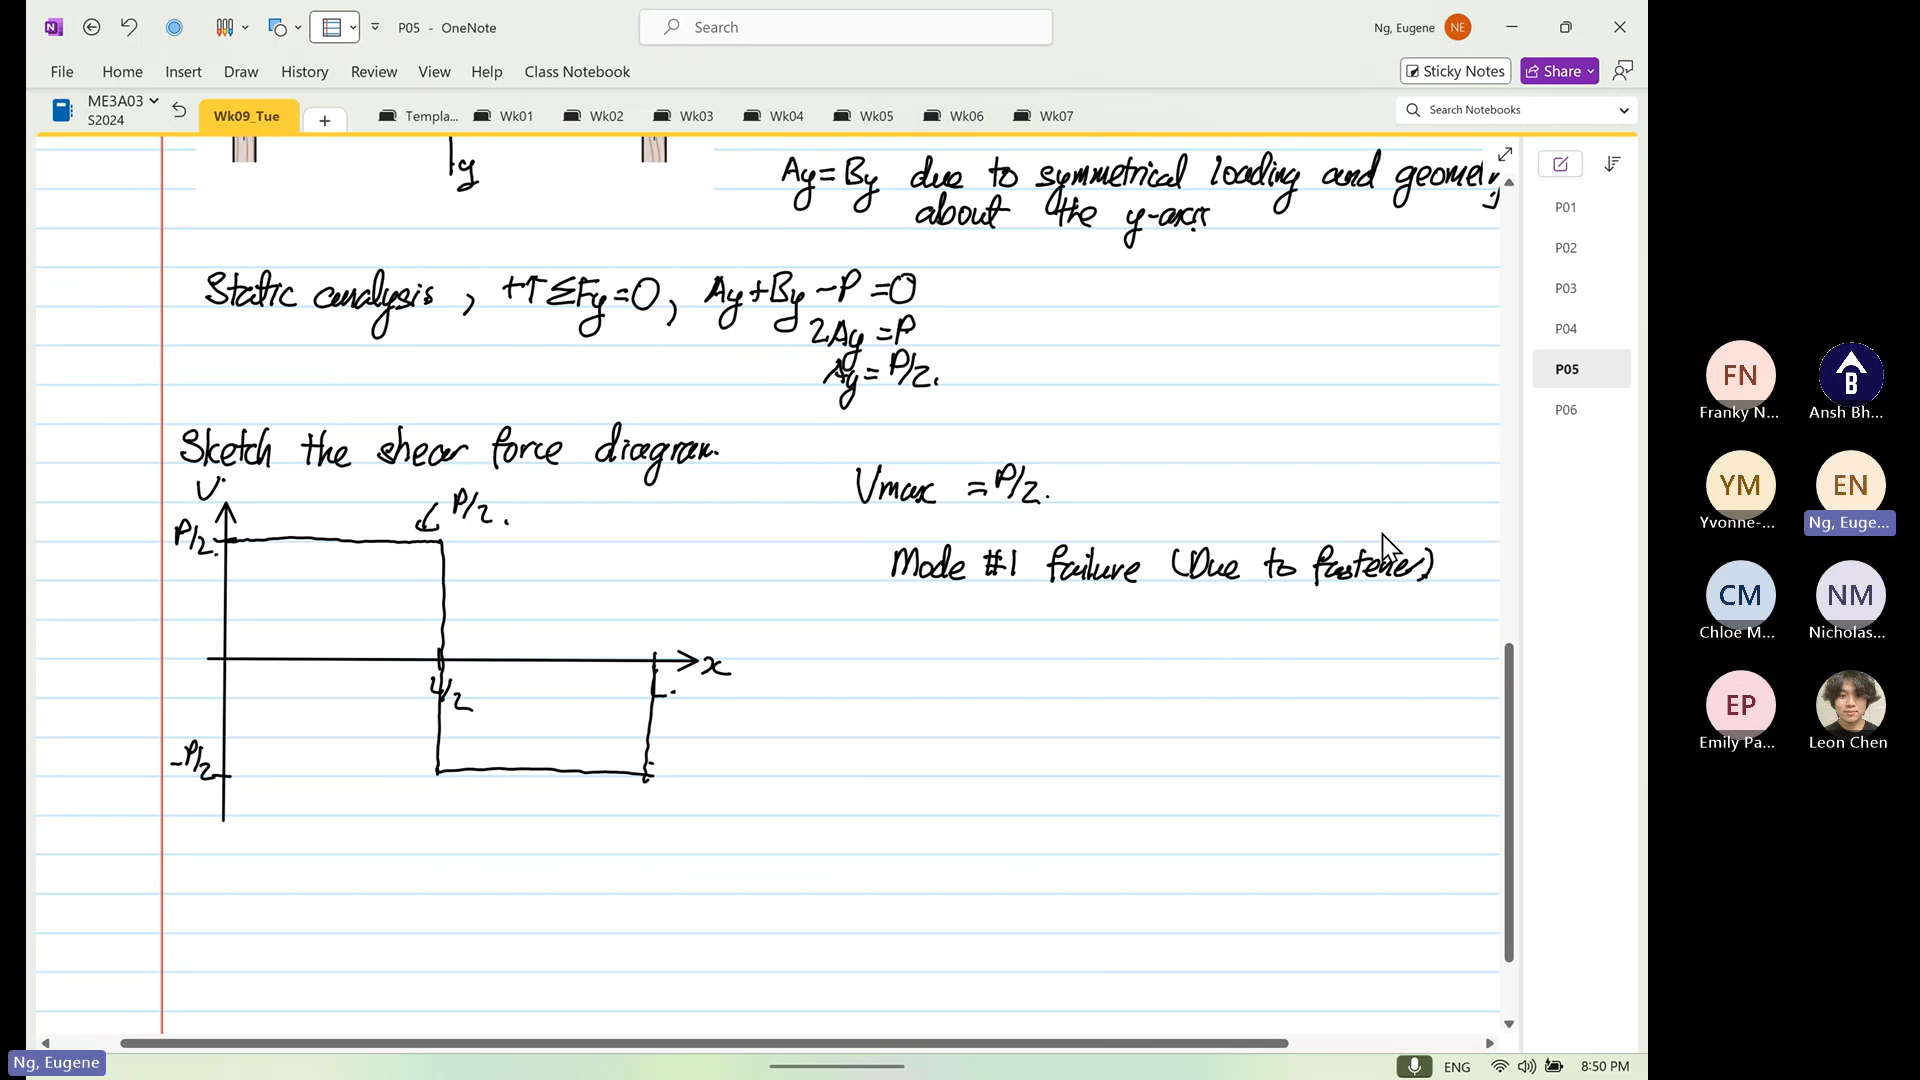 P05 - OneNote
Search
Ng, Eugene
NE
File Home Insert Draw History Review View Help Class Notebook
Sticky Notes
Share
ME3A03
S2024
Wk09_Tue
Templa... Wk01 Wk02 Wk03 Wk04 Wk05 Wk06 Wk07
Search Notebooks
y
Ay = By due to symmetrical loading and geometry
about the y-axis
Static analysis, +↑ΣFy=0, Ay+By-P=0
2Ay = P
Ay = P/2.
Sketch the shear force diagram.
V
P/2.
P/2.
L/2
L.
x
-P/2
Vmax = P/2.
Mode #1 failure (Due to fastener)
P01
P02
P03
P04
P05
P06
FN
Franky N...
B
Ansh Bh...
YM
Yvonne-...
EN
Ng, Euge...
CM
Chloe M...
NM
Nicholas...
EP
Emily Pa...
Leon Chen
Ng, Eugene
ENG
8:50 PM